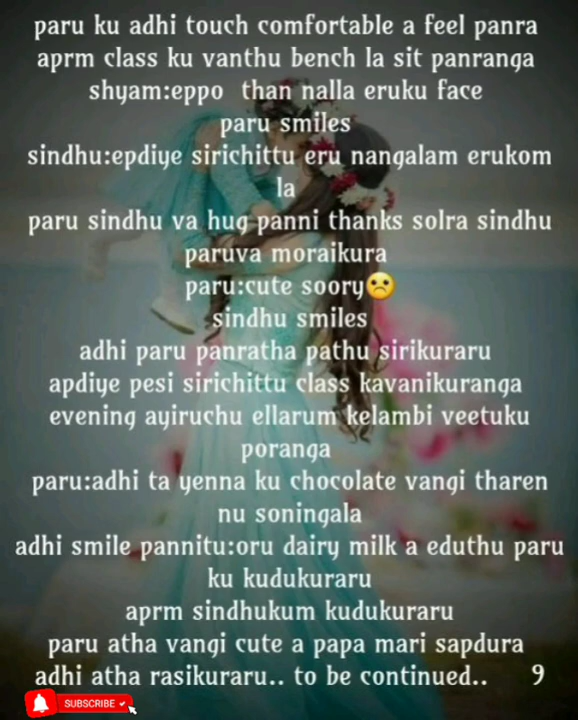 paru ku adhi touch comfortable a feel panra
aprm class ku vanthu bench la sit panranga
shyam:eppo than nalla eruku face
paru smiles
sindhu:epdiye sirichittu eru nangalam erukom
la
paru sindhu va hug panni thanks solra sindhu
paruva moraikura
paru:cute soory☹️
sindhu smiles
adhi paru panratha pathu sirikuraru
apdiye pesi sirichittu class kavanikuranga
evening ayiruchu ellarum kelambi veetuku
poranga
paru:adhi ta yenna ku chocolate vangi tharen
nu soningala
adhi smile pannitu:oru dairy milk a eduthu paru
ku kudukuraru
aprm sindhukum kudukuraru
paru atha vangi cute a papa mari sapdura
adhi atha rasikuraru.. to be continued.. 9
SUBSCRIBE